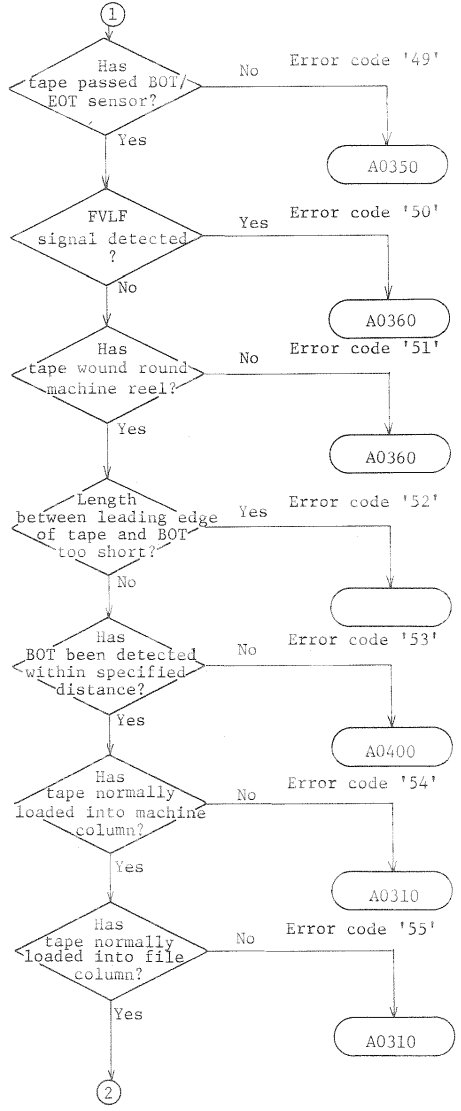 1
Has
tape passed BOT/
EOT sensor?
No
Error code '49'
A0350
Yes
FVLF
signal detected
?
Yes
Error code '50'
A0360
No
Has
tape wound round
machine reel?
No
Error code '51'
A0360
Yes
Length
between leading edge
of tape and BOT
too short?
Yes
Error code '52'
No
Has
BOT been detected
within specified
distance?
No
Error code '53'
A0400
Yes
Has
tape normally
loaded into machine
column?
No
Error code '54'
A0310
Yes
Has
tape normally
loaded into file
column?
No
Error code '55'
A0310
Yes
2